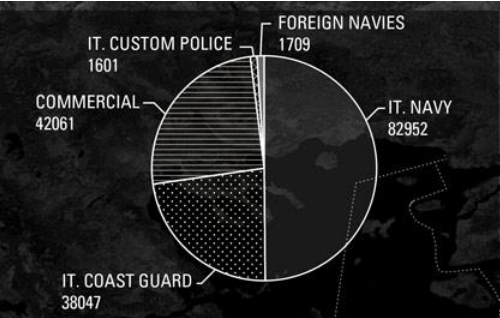 FOREIGN NAVIES
1709
IT. CUSTOM POLICE
1601
COMMERCIAL
42061
IT. NAVY
82952
IT. COAST GUARD
38047